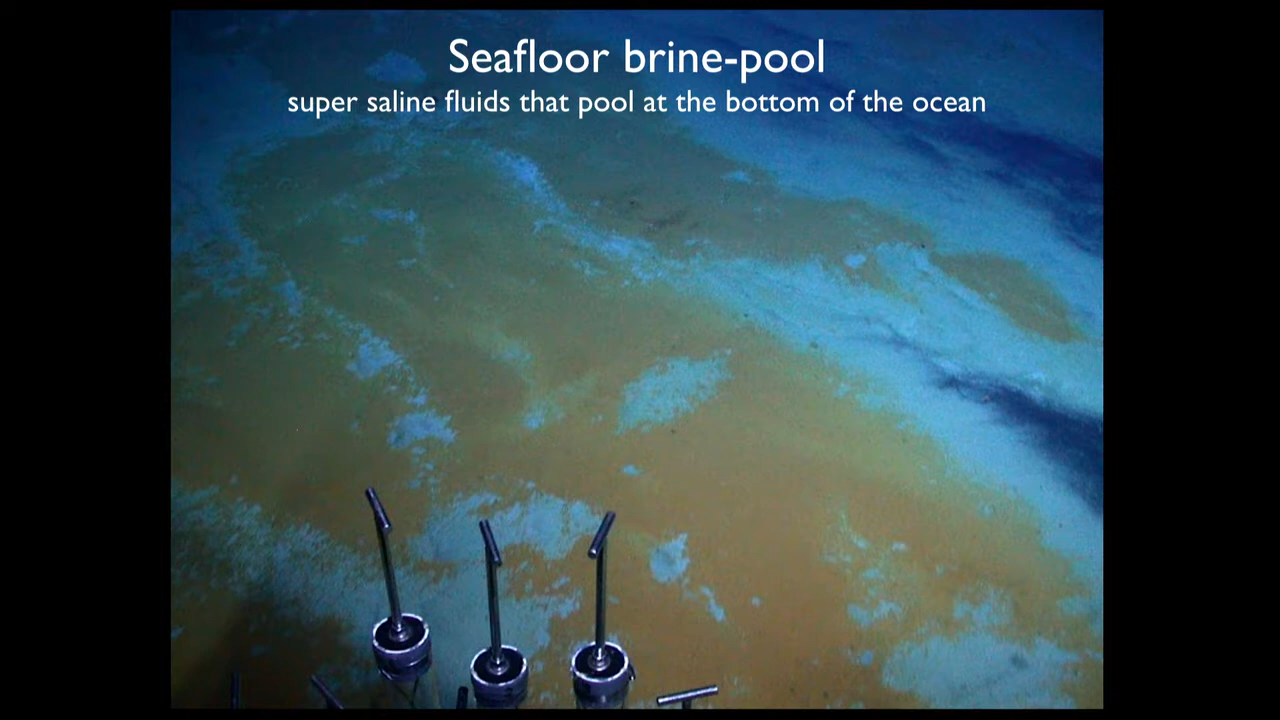 Seafloor brine-pool
super saline fluids that pool at the bottom of the ocean